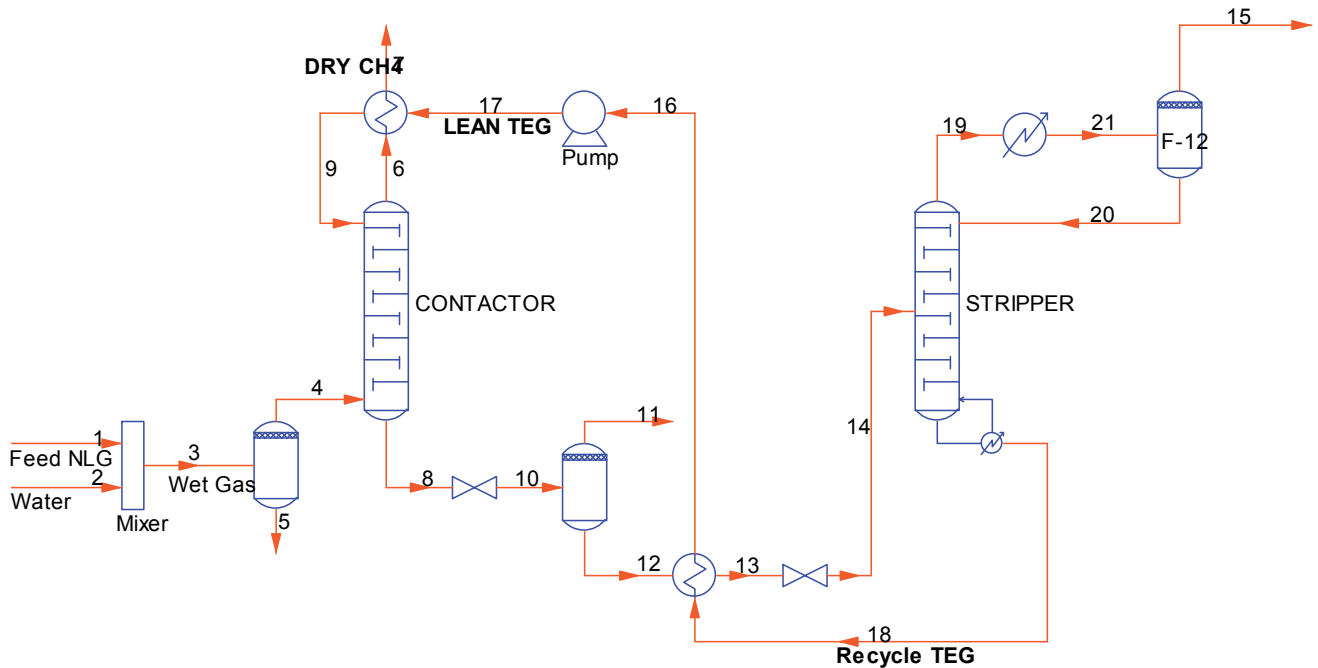 15
DRY CH4
7
17
16
LEAN TEG
Pump
19
21
F-12
9
6
20
CONTACTOR
STRIPPER
4
11
14
1
Feed NLG
3
2
Wet Gas
8
10
Water
Mixer
5
12
13
18
Recycle TEG